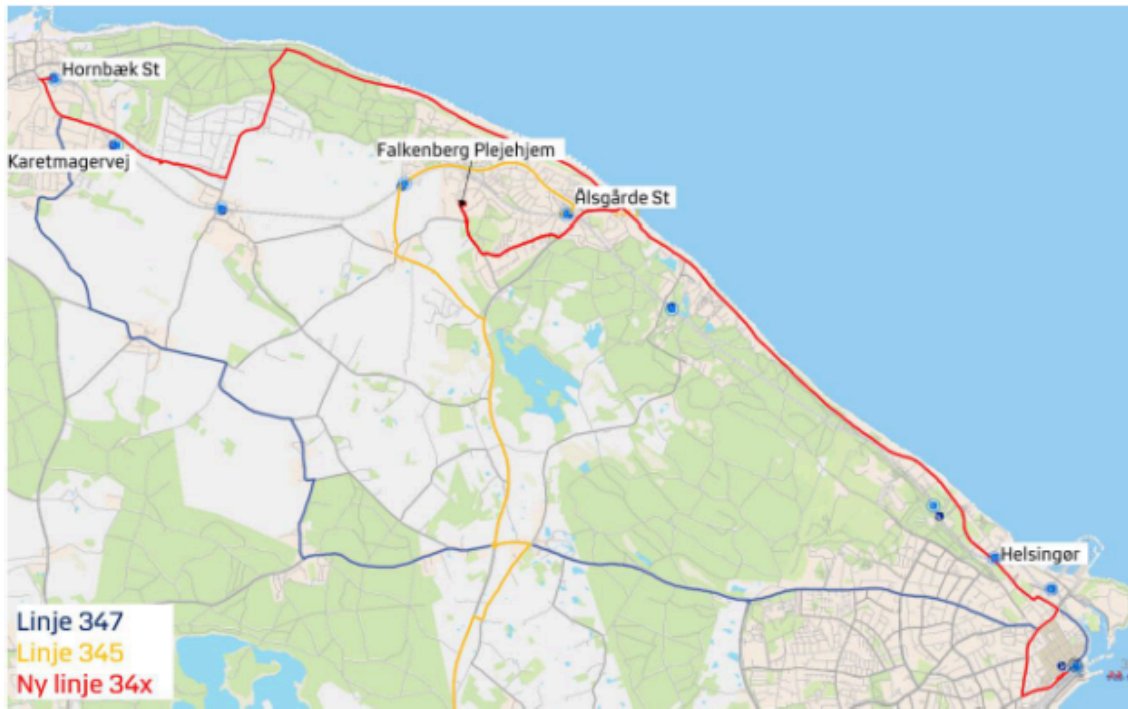 Hornbæk St
Karetmagervej
Falkenberg Plejehjem
Ålsgårde St
Helsingør
Linje 347
Linje 345
Ny linje 34x